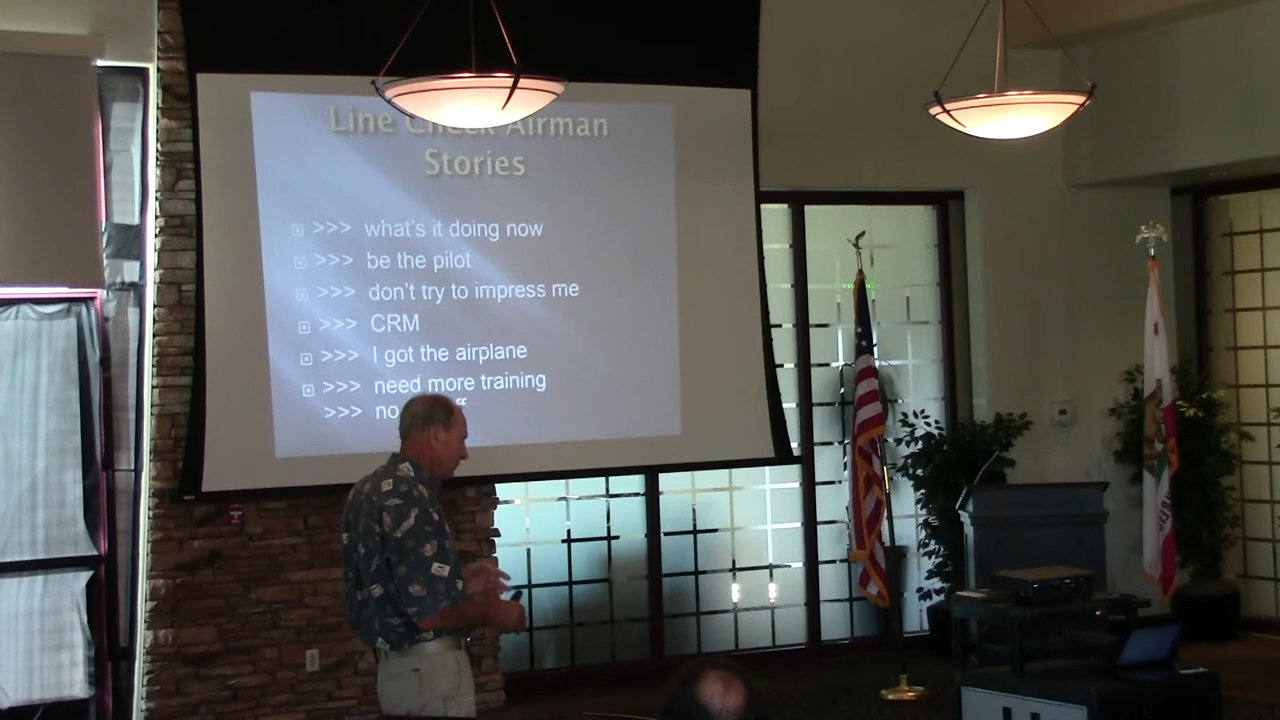 Line Check Airman
Stories
>>> what's it doing now
>>> be the pilot
>>> don't try to impress me
>>> CRM
>>> I got the airplane
>>> need more training
>>> no